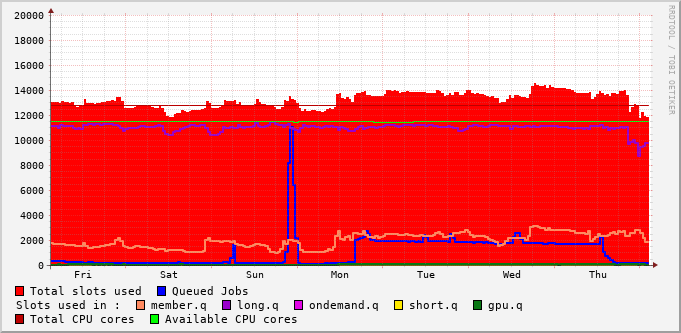 20000
18000
16000
14000
12000
10000
8000
6000
4000
2000
0
Fri Sat Sun Mon Tue Wed Thu
RRDTOOL / TOBI OETIKER
Total slots used Queued Jobs
Slots used in : member.q long.q ondemand.q short.q gpu.q
Total CPU cores Available CPU cores